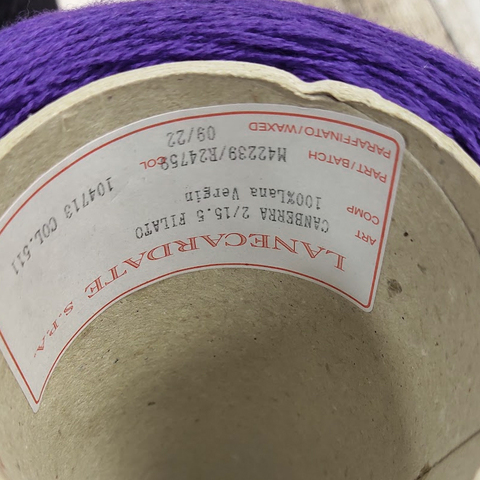 LANECARDATE S.P.A.
ART CANBERRA 2/15.5 FILATO
COMP 100%Lana Vergin
104713 COL.511
PART/BATCH M42239/R24759 COL
PARAFFINATO/WAXED 09/22